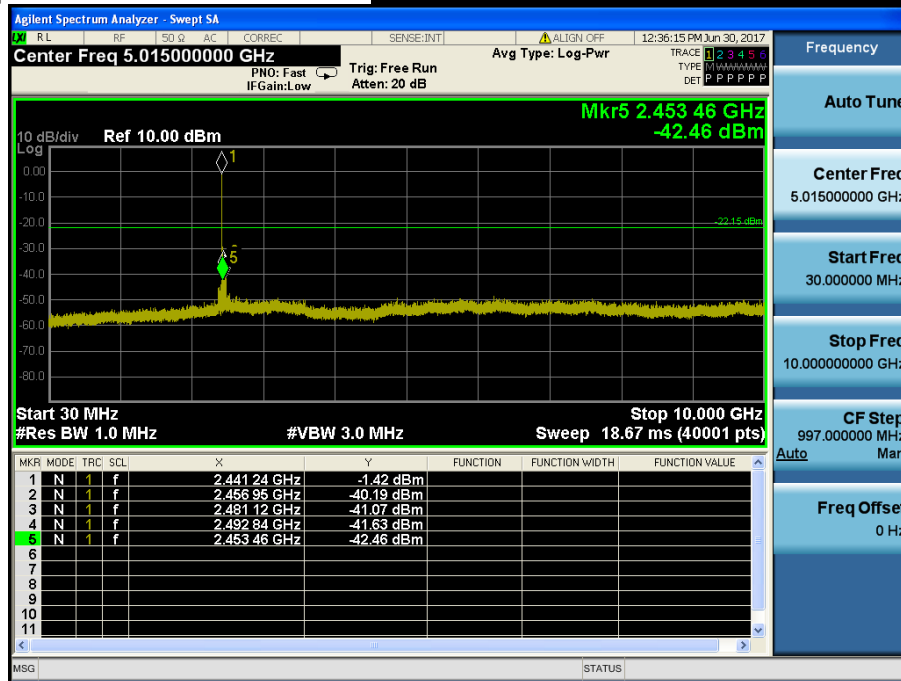 Agilent Spectrum Analyzer - Swept SA
LXI RL RF 50 Ω AC CORREC SENSE:INT ALIGN OFF 12:36:15 PM Jun 30, 2017
Center Freq 5.015000000 GHz
PNO: Fast
IFGain:Low
Trig: Free Run
Atten: 20 dB
Avg Type: Log-Pwr
TRACE 1 2 3 4 5 6
TYPE M W W W W W
DET P P P P P P
Mkr5 2.453 46 GHz
-42.46 dBm
10 dB/div Ref 10.00 dBm
Log
1
0.00
-10.0
-20.0
-22.15 dBm
-30.0
5
-40.0
-50.0
-60.0
-70.0
-80.0
Start 30 MHz Stop 10.000 GHz
#Res BW 1.0 MHz #VBW 3.0 MHz Sweep 18.67 ms (40001 pts)
MKR MODE TRC SCL X Y FUNCTION FUNCTION WIDTH FUNCTION VALUE
1 N 1 f 2.441 24 GHz -1.42 dBm
2 N 1 f 2.456 95 GHz -40.19 dBm
3 N 1 f 2.481 12 GHz -41.07 dBm
4 N 1 f 2.492 84 GHz -41.63 dBm
5 N 1 f 2.453 46 GHz -42.46 dBm
6
7
8
9
10
11
MSG STATUS
Frequency
Auto Tune
Center Freq
5.015000000 GHz
Start Freq
30.000000 MHz
Stop Freq
10.000000000 GHz
CF Step
997.000000 MHz
Auto Man
Freq Offset
0 Hz